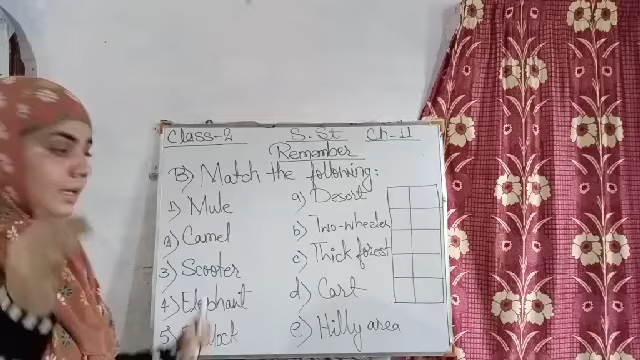 Class-2 S.St Ch-11
Remember
B) Match the following:
1) Mule a) Desert
2) Camel b) Two-wheeler
3) Scooter c) Thick forest
4) Elephant d) Cart
5) e) Hilly area